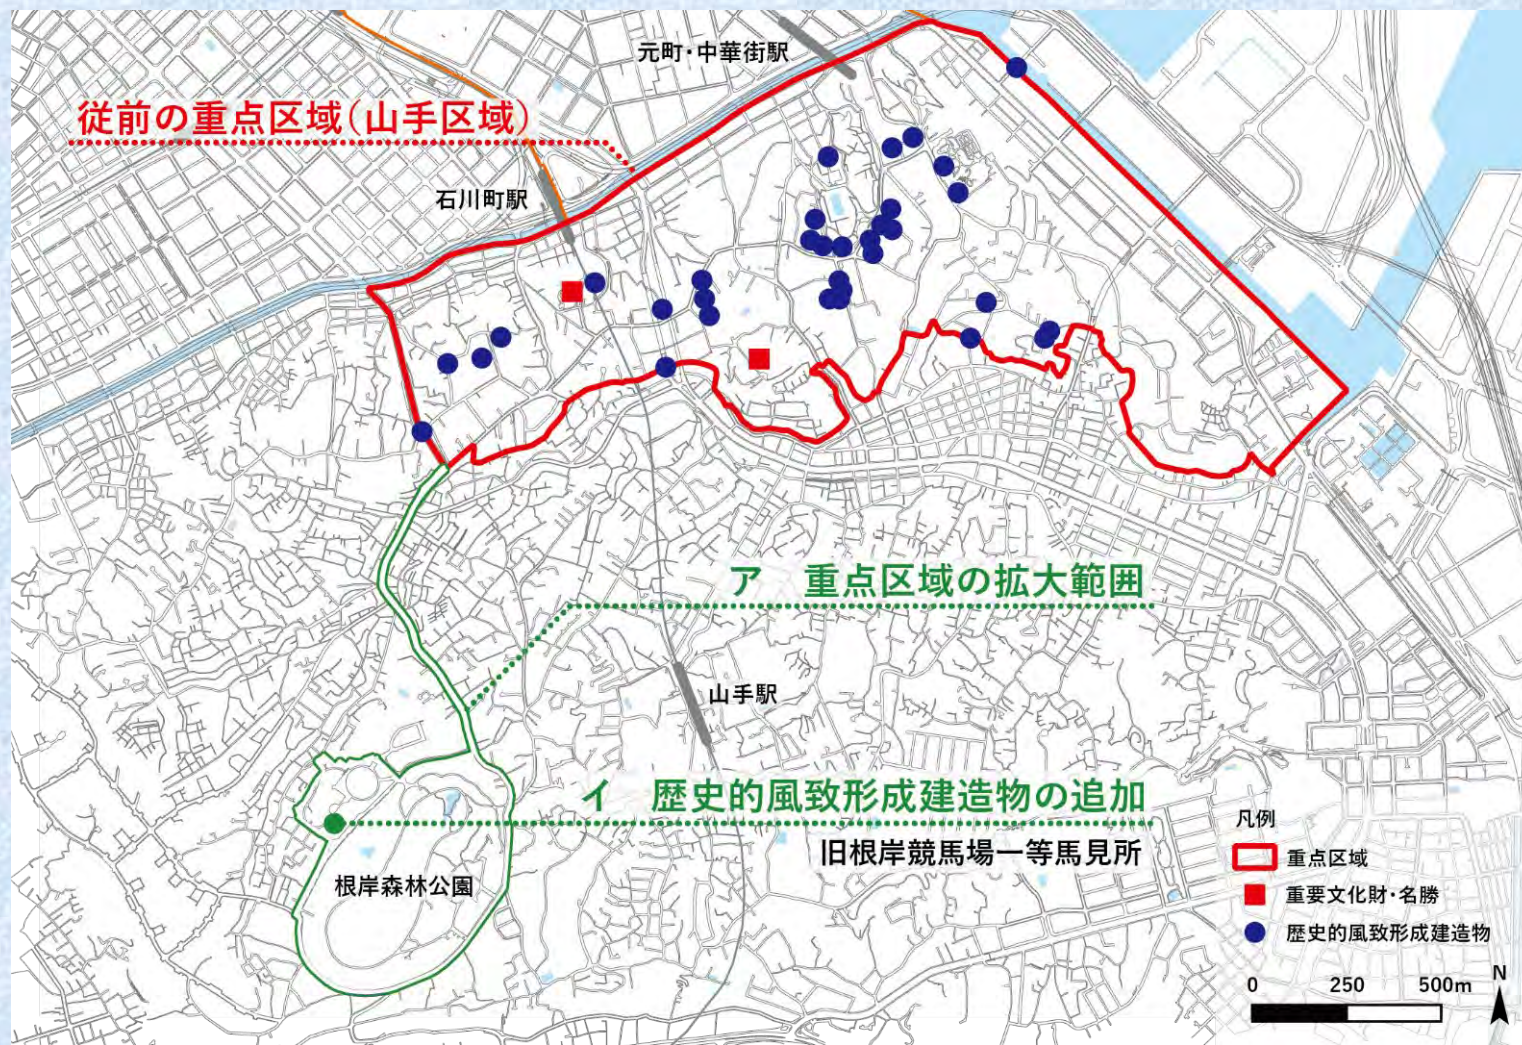 元町・中華街駅
従前の重点区域(山手区域)
石川町駅
ア 重点区域の拡大範囲
山手駅
イ 歴史的風致形成建造物の追加
旧根岸競馬場一等馬見所
根岸森林公園
凡例
重点区域
重要文化財・名勝
歴史的風致形成建造物
0 250 500m
N